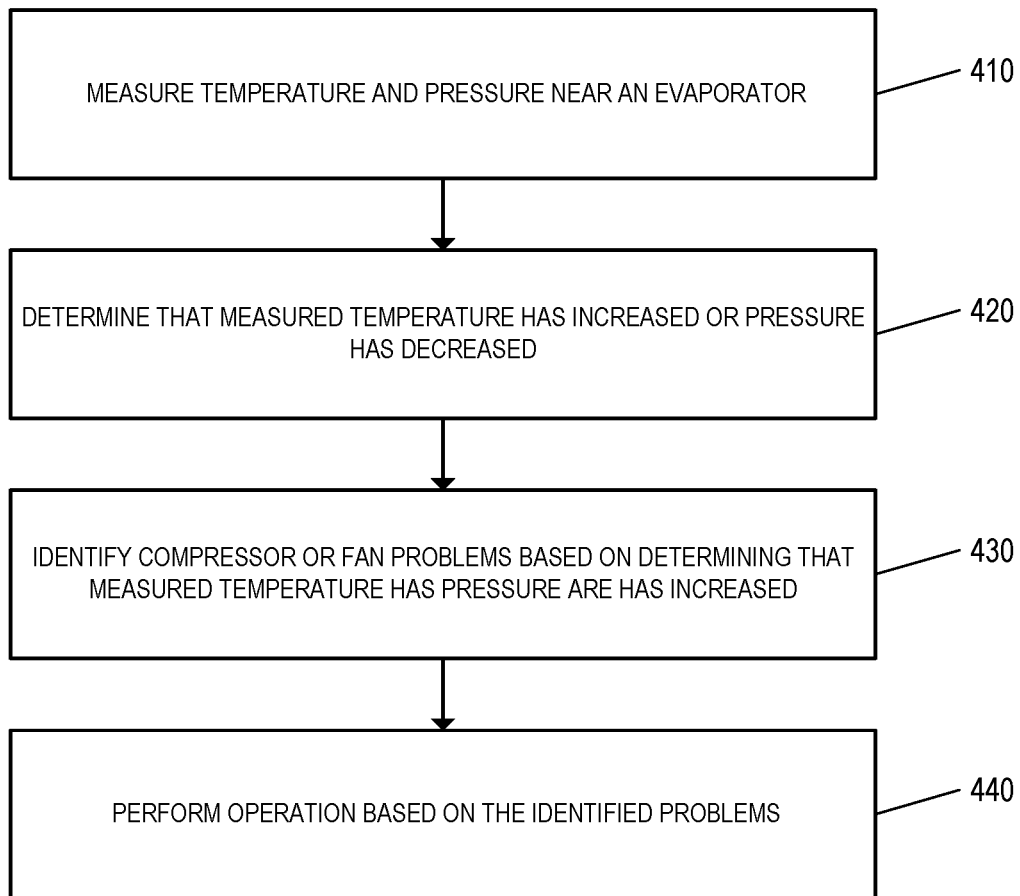 MEASURE TEMPERATURE AND PRESSURE NEAR AN EVAPORATOR
410
DETERMINE THAT MEASURED TEMPERATURE HAS INCREASED OR PRESSURE
HAS DECREASED
420
IDENTIFY COMPRESSOR OR FAN PROBLEMS BASED ON DETERMINING THAT
MEASURED TEMPERATURE HAS PRESSURE ARE HAS INCREASED
430
PERFORM OPERATION BASED ON THE IDENTIFIED PROBLEMS
440